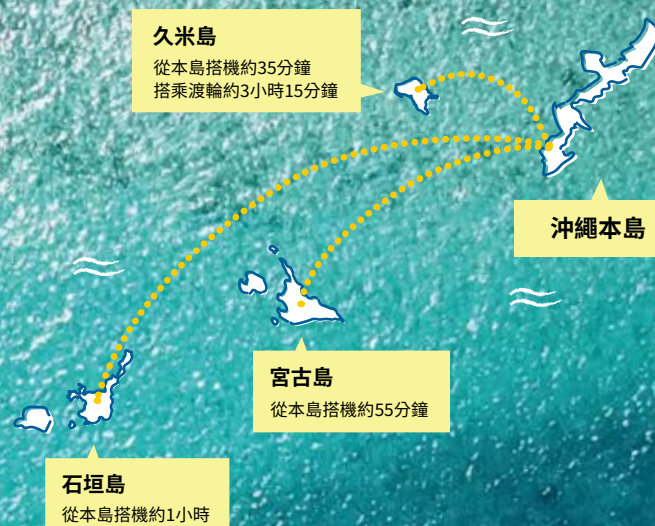 久米島
從本島搭機約35分鐘
搭乘渡輪約3小時15分鐘
沖繩本島
宮古島
從本島搭機約55分鐘
石垣島
從本島搭機約1小時